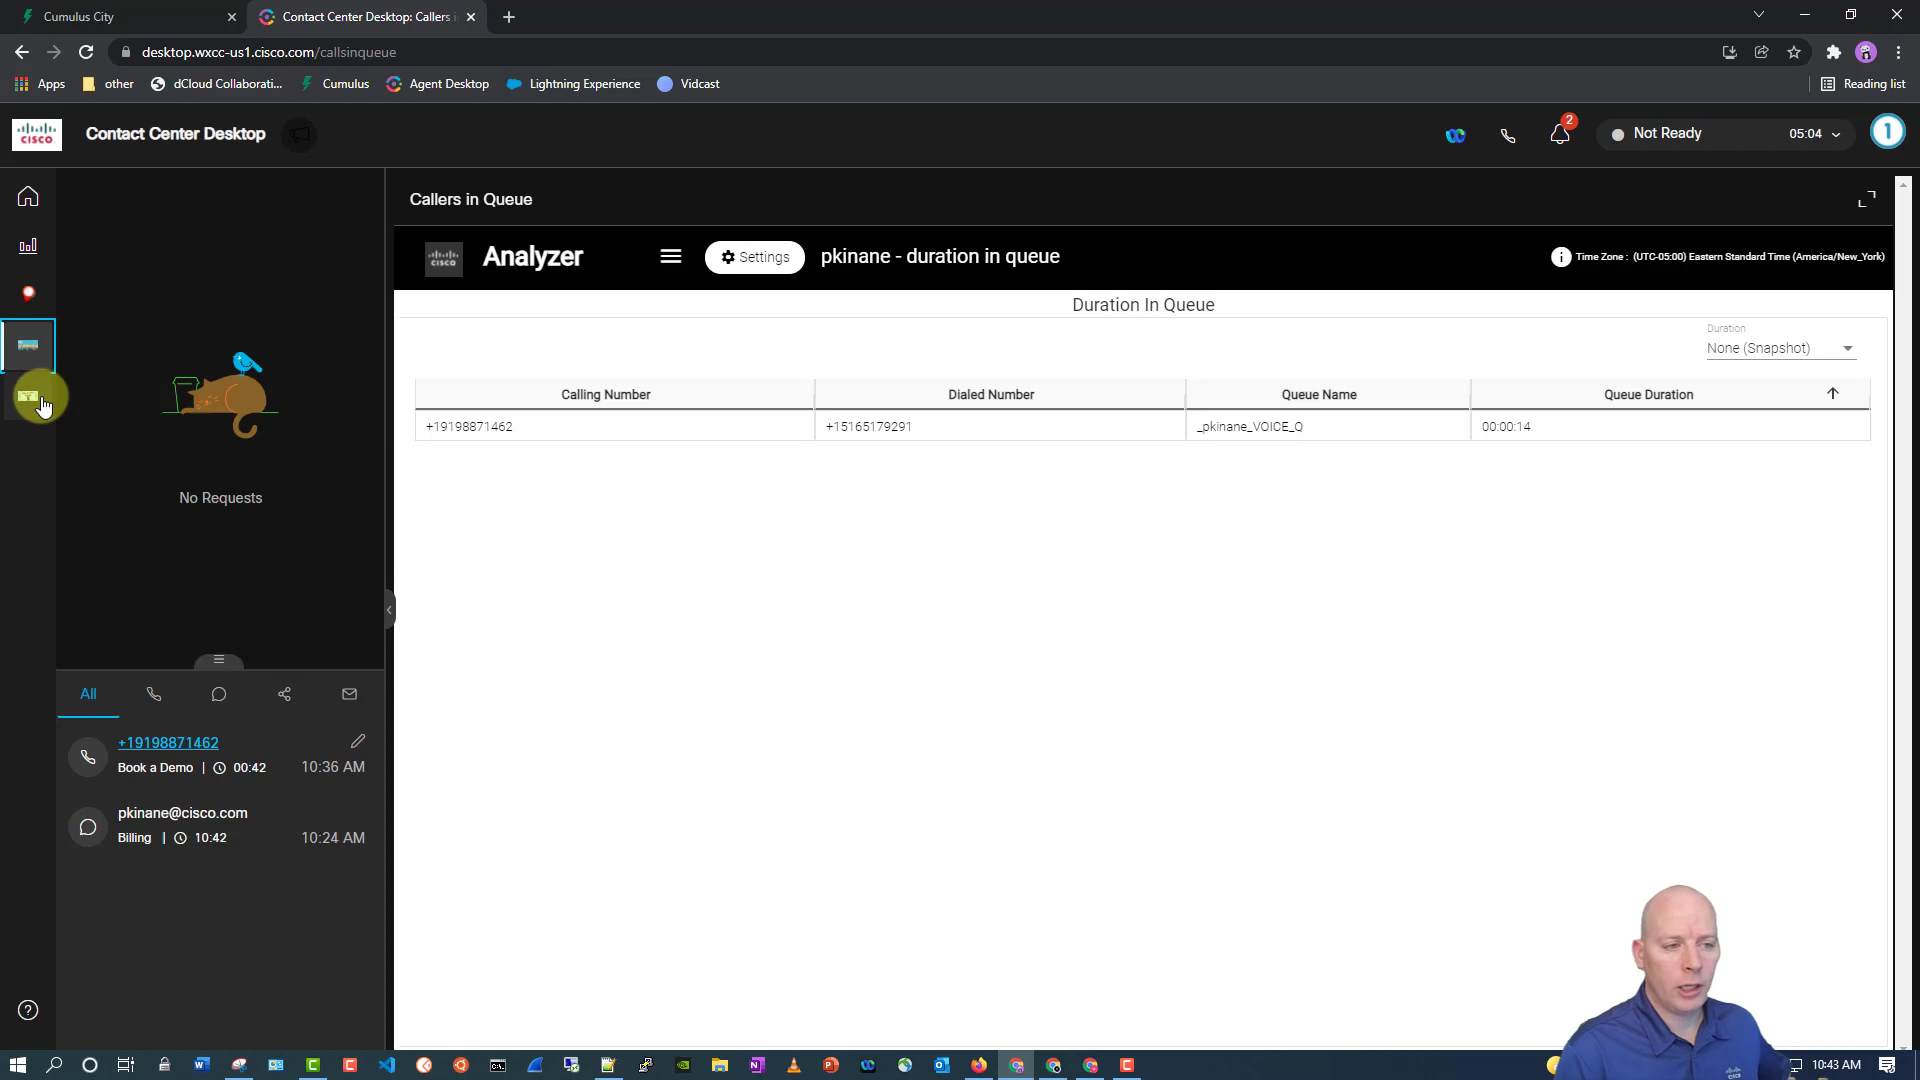 Cumulus City
Contact Center Desktop: Callers i
desktop.wxcc-us1.cisco.com/callsinqueue
Apps
other
dCloud Collaborati...
Cumulus
Agent Desktop
Lightning Experience
Vidcast
Reading list
CISCO
Contact Center Desktop
2
Not Ready
05:04
1
Callers in Queue
CISCO
Analyzer
Settings
pkinane - duration in queue
Time Zone : (UTC-05:00) Eastern Standard Time (America/New_York)
Duration In Queue
Duration
None (Snapshot)
Calling Number
Dialed Number
Queue Name
Queue Duration
+19198871462
+15165179291
_pkinane_VOICE_Q
00:00:14
No Requests
All
+19198871462
Book a Demo | 00:42
10:36 AM
pkinane@cisco.com
Billing | 10:42
10:24 AM
10:43 AM